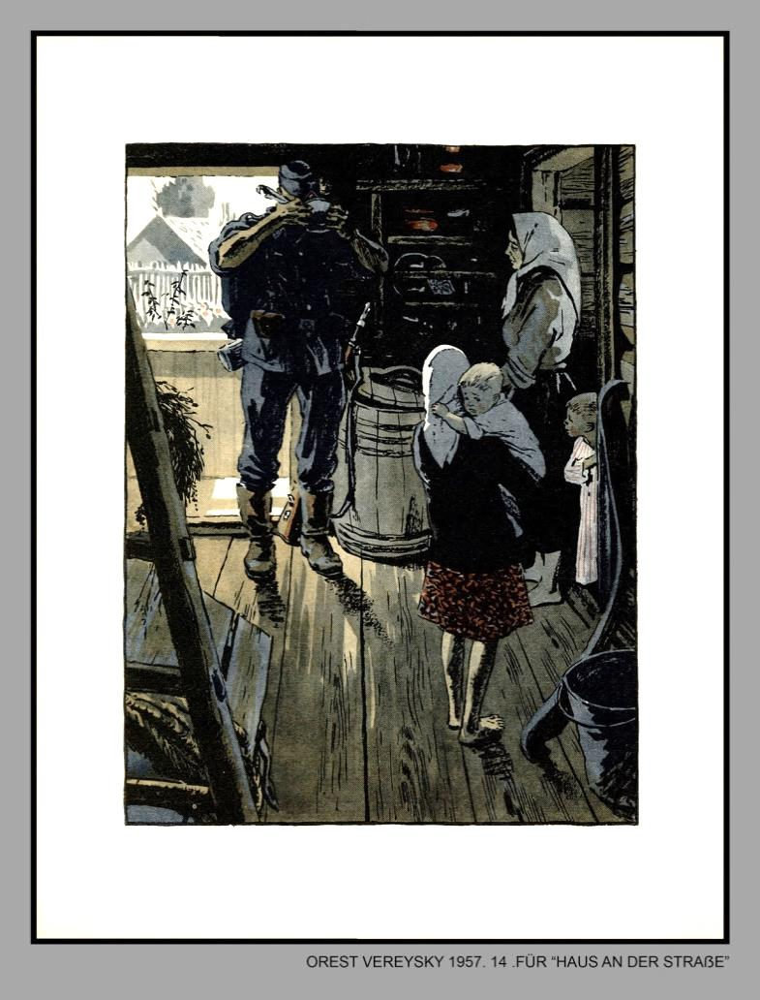 OREST VEREYSKY 1957. 14 .FÜR “HAUS AN DER STRAßE”